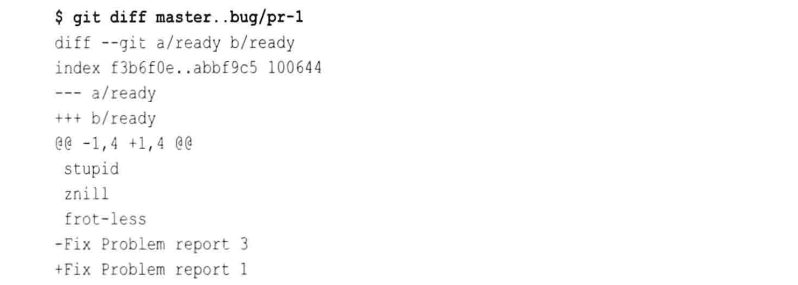 $ git diff master..bug/pr-1
diff --git a/ready b/ready
index f3b6f0e..abbf9c5 100644
--- a/ready
+++ b/ready
@@ -1,4 +1,4 @@
 stupid
 znill
 frot-less
-Fix Problem report 3
+Fix Problem report 1